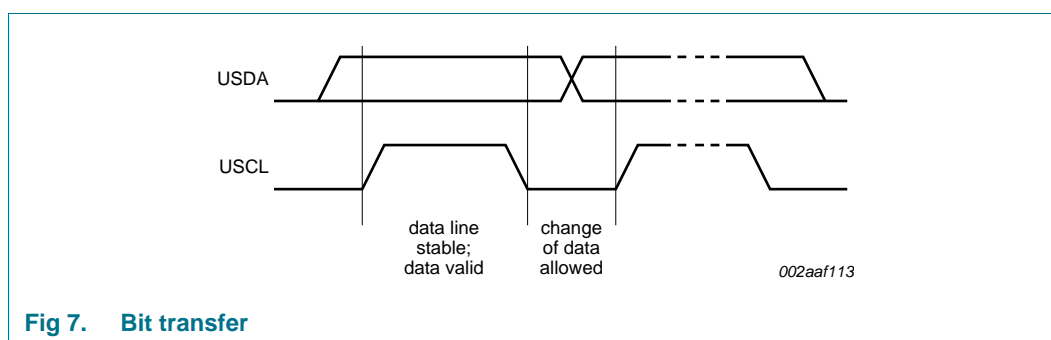 USDA
USCL
data line
stable;
data valid
change
of data
allowed
002aaf113
Fig 7. Bit transfer